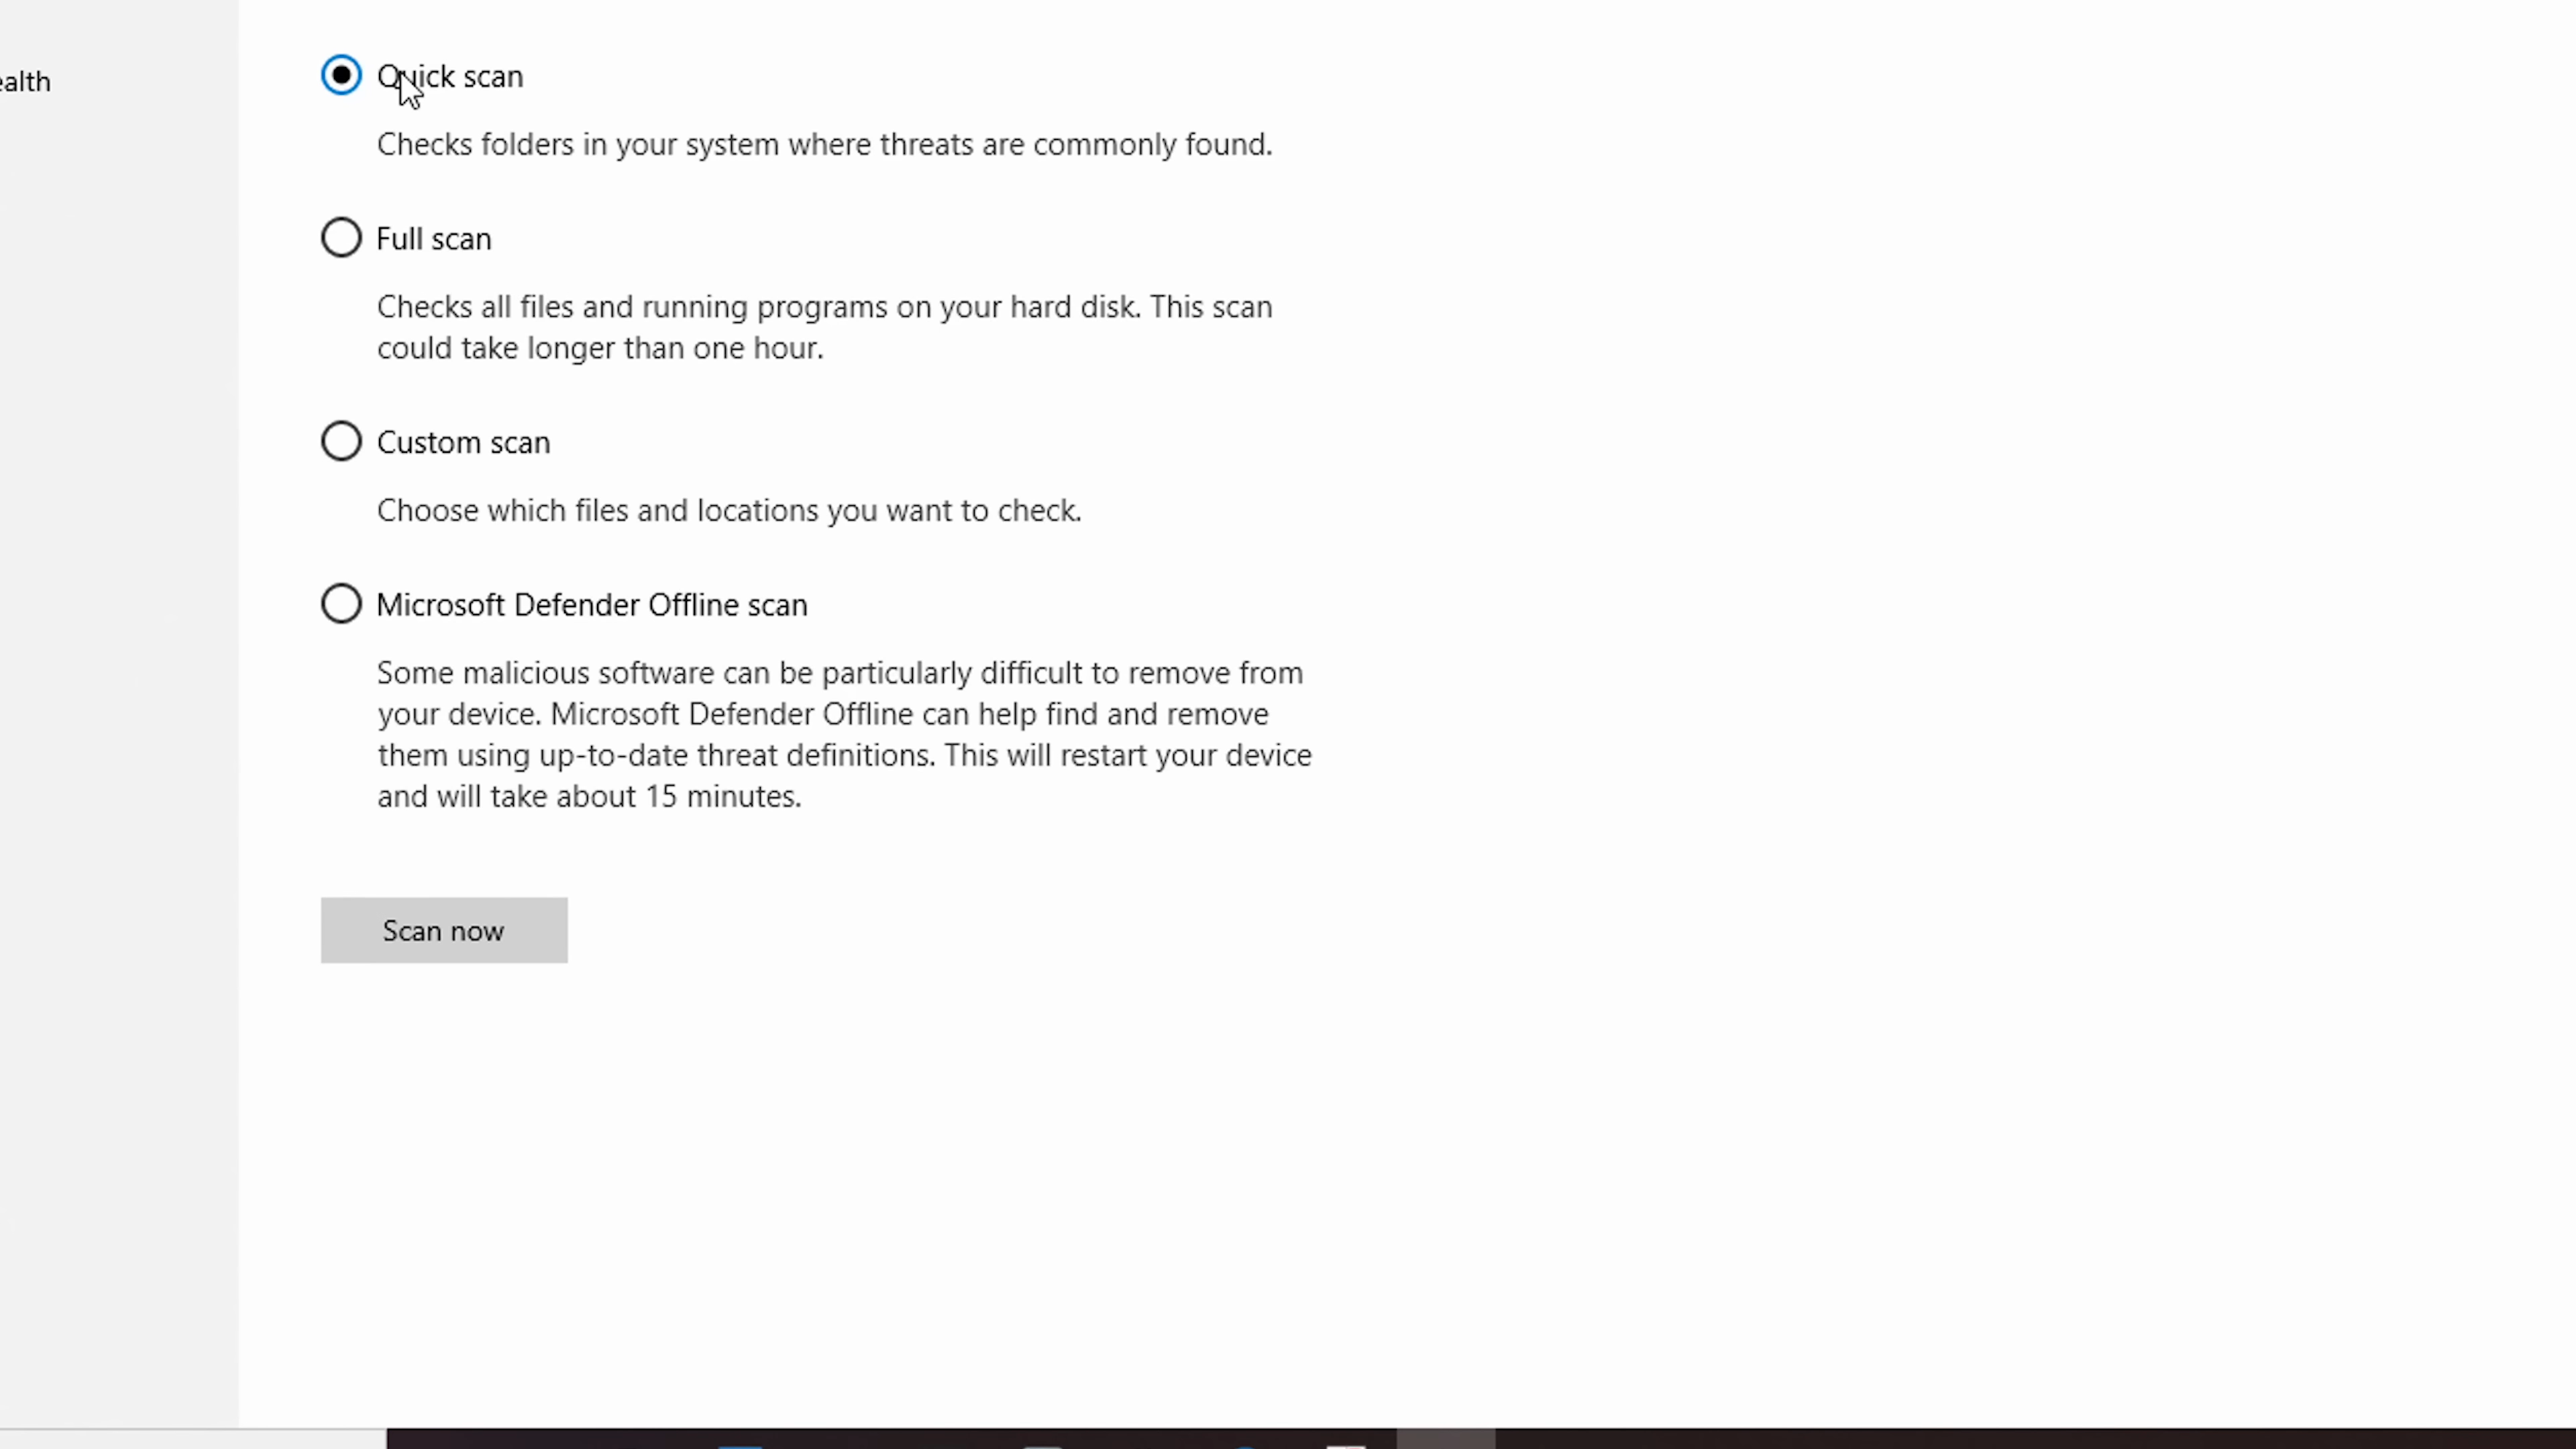 ealth
Quick scan
Checks folders in your system where threats are commonly found.
Full scan
Checks all files and running programs on your hard disk. This scan
could take longer than one hour.
Custom scan
Choose which files and locations you want to check.
Microsoft Defender Offline scan
Some malicious software can be particularly difficult to remove from
your device. Microsoft Defender Offline can help find and remove
them using up-to-date threat definitions. This will restart your device
and will take about 15 minutes.
Scan now